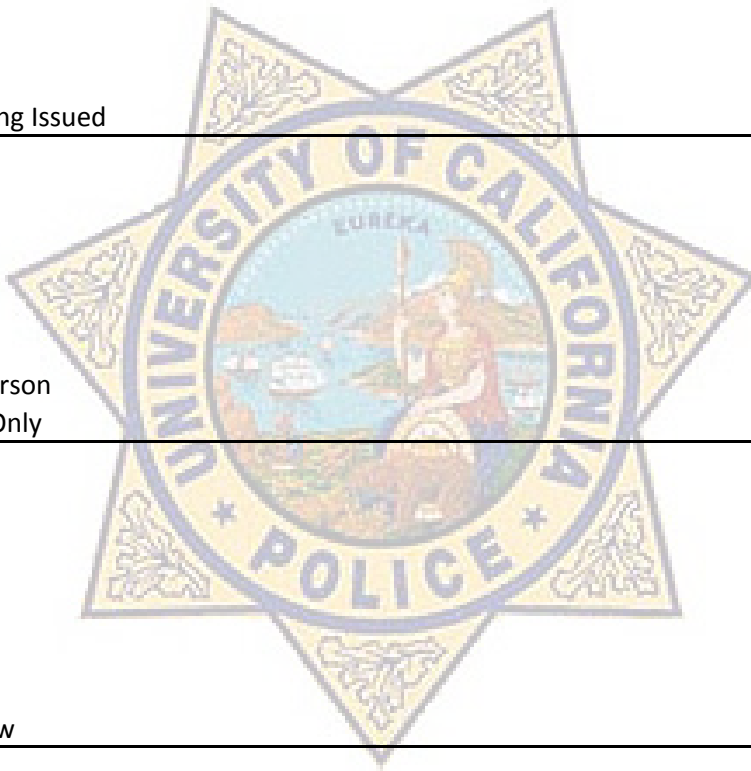 ng Issued
UNIVERSITY OF CALIFORNIA
EUREKA
rson
Only
* POLICE *
w